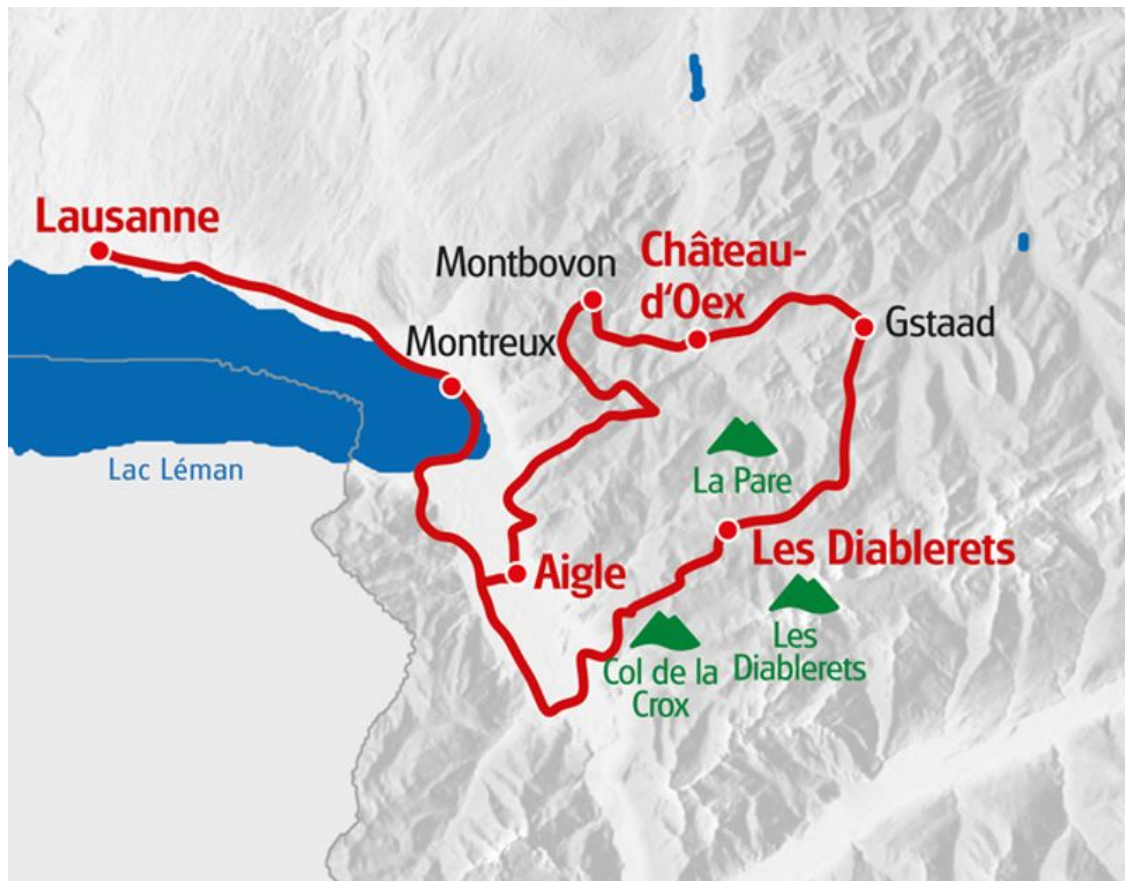 Lausanne
Montbovon
Château-
d‘Oex
Gstaad
Montreux
Lac Léman
La Pare
Les Diablerets
Aigle
Les
Diablerets
Col de la
Crox